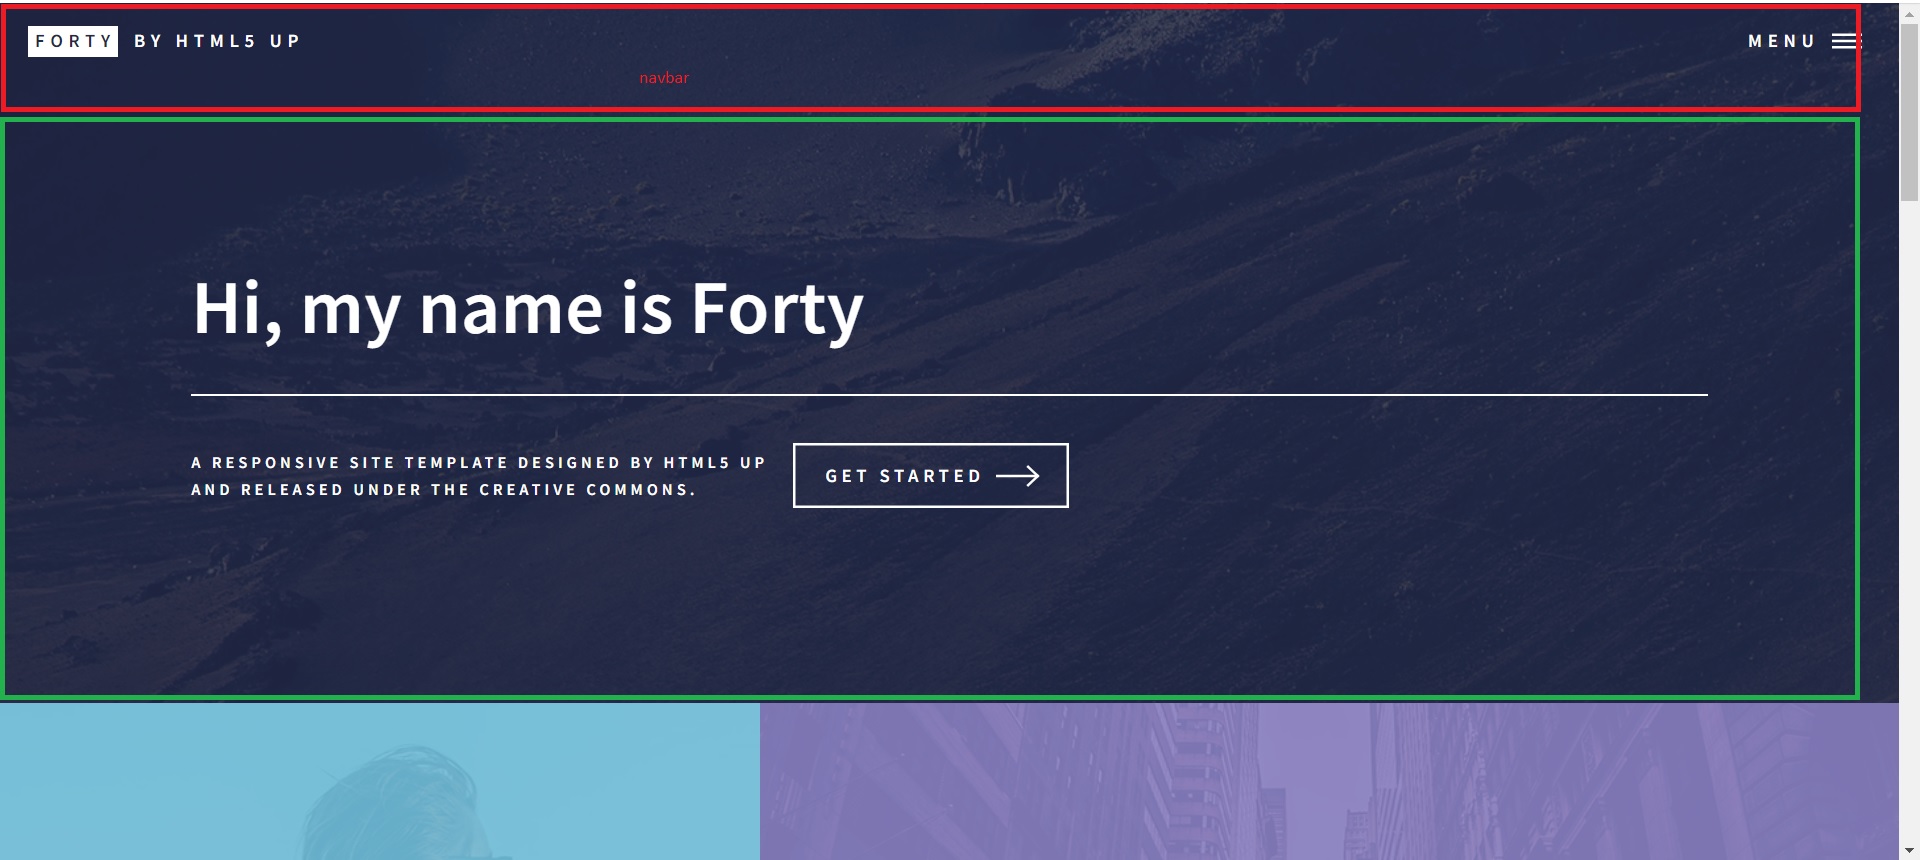 FORTY BY HTML5 UP
MENU
navbar
Hi, my name is Forty
A RESPONSIVE SITE TEMPLATE DESIGNED BY HTML5 UP
AND RELEASED UNDER THE CREATIVE COMMONS.
GET STARTED